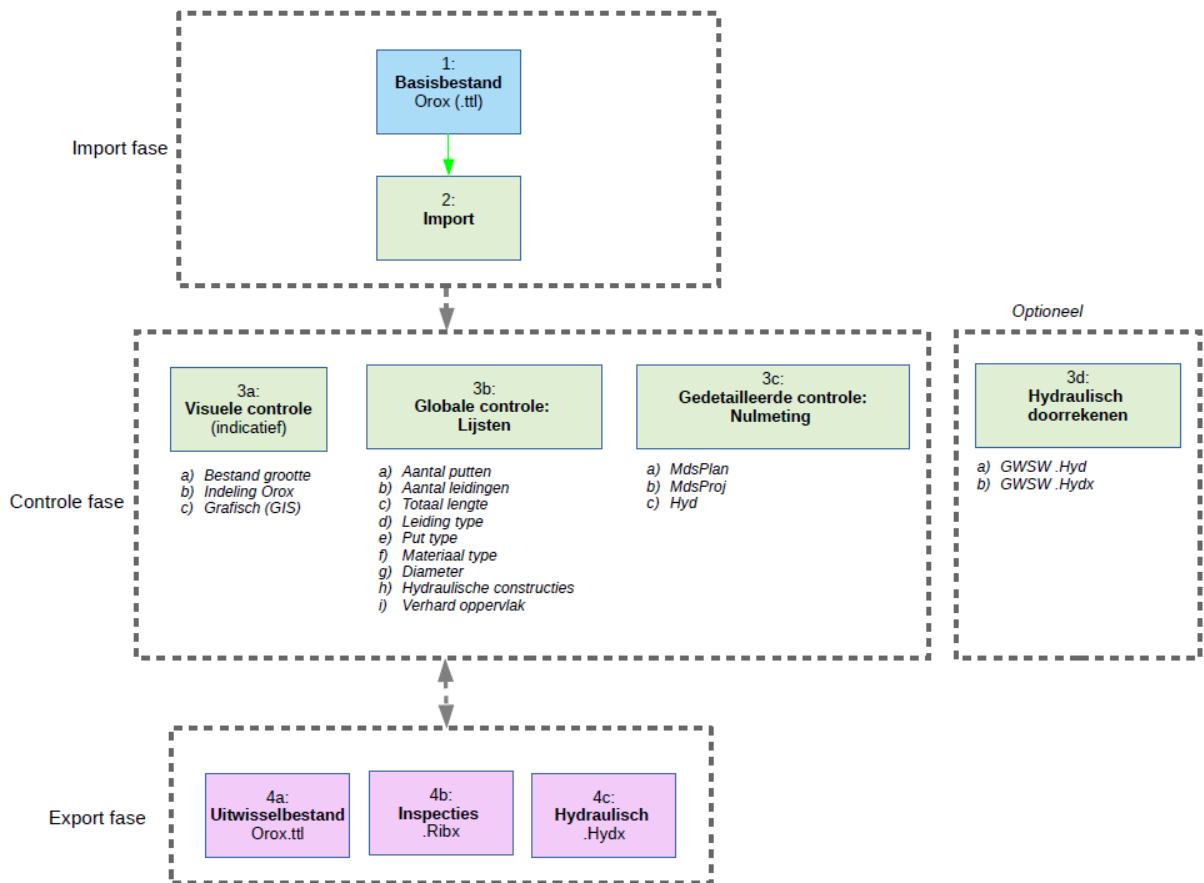 1:
Basisbestand
Orox (.ttl)
Import fase
2:
Import
Optioneel
3a:
Visuele controle
(indicatief)
a) Bestand grootte
b) Indeling Orox
c) Grafisch (GIS)
3b:
Globale controle:
Lijsten
a) Aantal putten
b) Aantal leidingen
c) Totaal lengte
d) Leiding type
e) Put type
f) Materiaal type
g) Diameter
h) Hydraulische constructies
i) Verhard oppervlak
3c:
Gedetailleerde controle:
Nulmeting
a) MdsPlan
b) MdsProj
c) Hyd
3d:
Hydraulisch
doorrekenen
a) GWSW .Hyd
b) GWSW .Hydx
Controle fase
Export fase
4a:
Uitwisselbestand
Orox.ttl
4b:
Inspecties
.Ribx
4c:
Hydraulisch
.Hydx